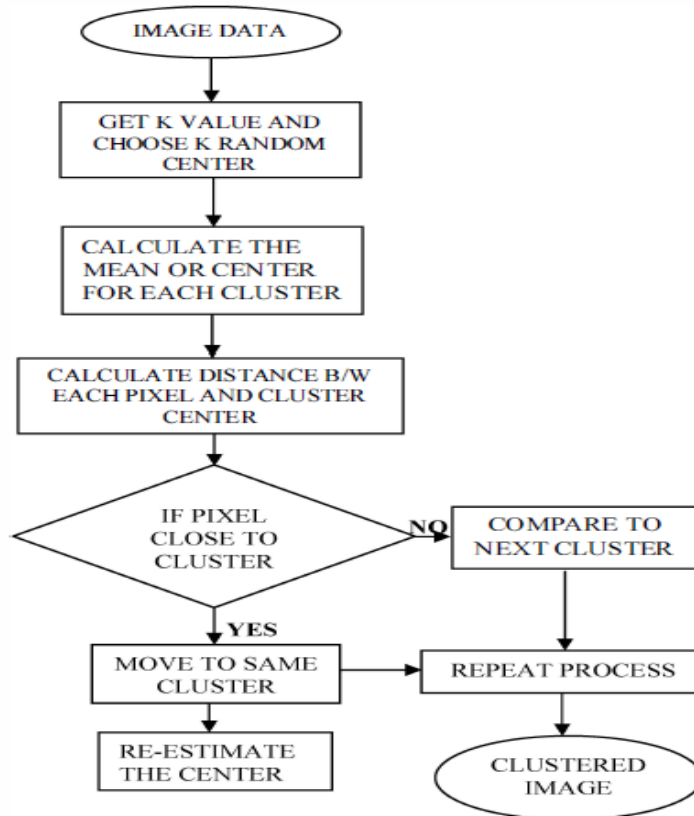 IMAGE DATA
GET K VALUE AND
CHOOSE K RANDOM
CENTER
CALCULATE THE
MEAN OR CENTER
FOR EACH CLUSTER
CALCULATE DISTANCE B/W
EACH PIXEL AND CLUSTER
CENTER
IF PIXEL
CLOSE TO
CLUSTER
NO
COMPARE TO
NEXT CLUSTER
YES
MOVE TO SAME
CLUSTER
REPEAT PROCESS
RE-ESTIMATE
THE CENTER
CLUSTERED
IMAGE